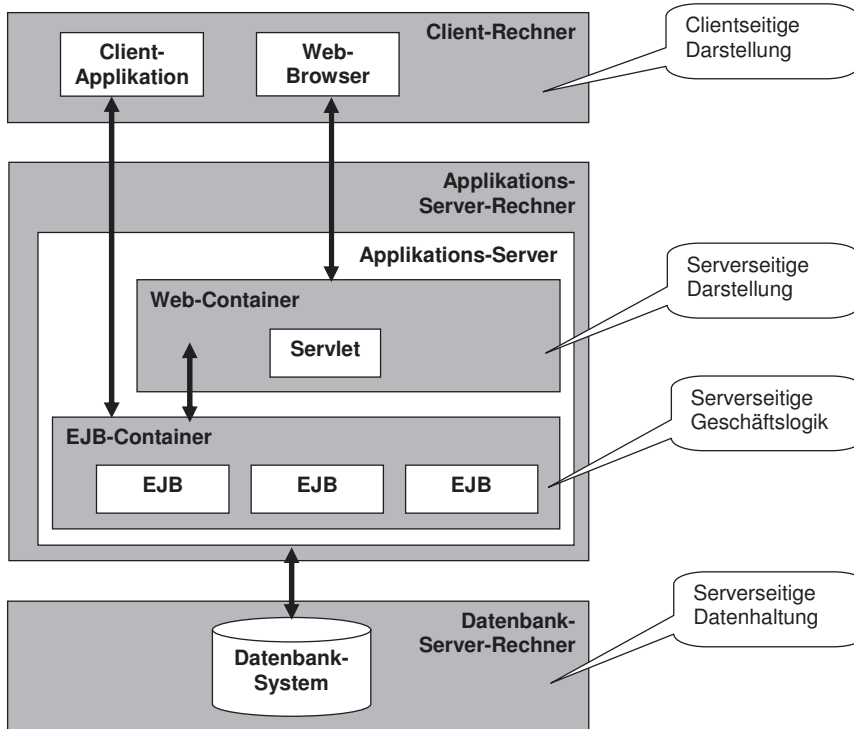 Client-Rechner
Client-
Applikation
Web-
Browser
Clientseitige
Darstellung
Applikations-
Server-Rechner
Applikations-Server
Web-Container
Servlet
Serverseitige
Darstellung
EJB-Container
EJB
EJB
EJB
Serverseitige
Geschäftslogik
Datenbank-
Server-Rechner
Datenbank-
System
Serverseitige
Datenhaltung